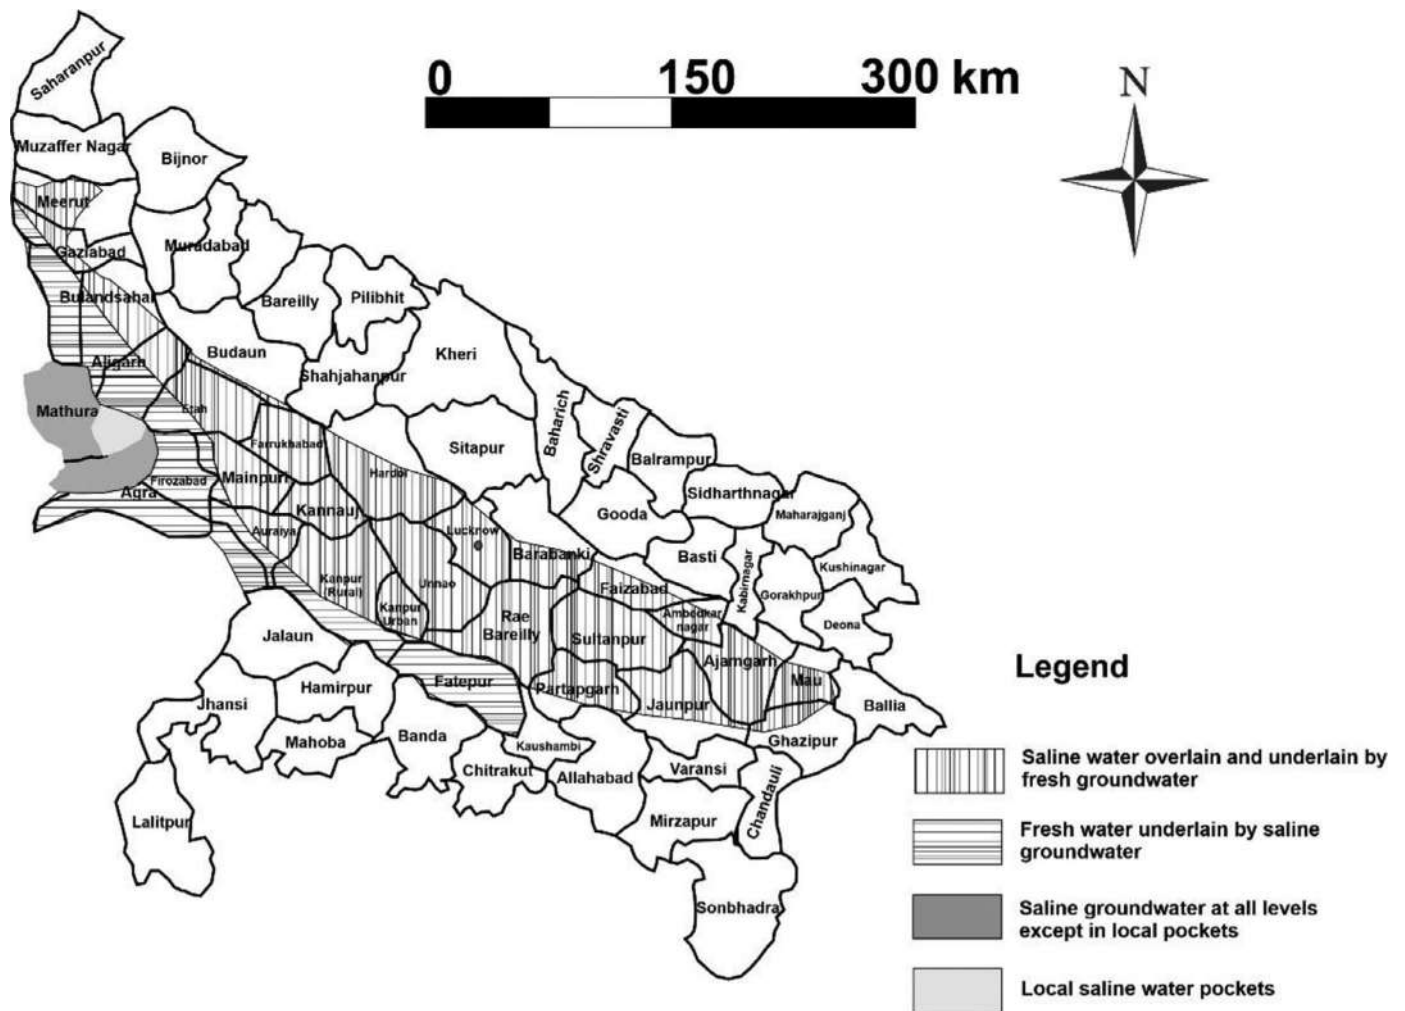 0 150 300 km
N
Saharanpur
Muzaffer Nagar
Bijnor
Meerut
Muradabad
Gaziabad
Bulandsahar
Bareilly
Pilibhit
Budaun
Kheri
Shahjahanpur
Aligarh
Mathura
Etah
Farrukhabad
Hardoi
Sitapur
Baharich
Shravasti
Balrampur
Sidharthnagar
Maharajganj
Gooda
Mainpuri
Firozabad
Agra
Kannauj
Auraiya
Lucknow
Barabanki
Basti
Kabirnagar
Gorakhpur
Kushinagar
Deona
Kanpur
(Rural)
Unnao
Faizabad
Kanpur
Urban
Rae
Bareilly
Sultanpur
Ambedkar
nagar
Ajamgarh
Mau
Jalaun
Hamirpur
Fatepur
Partapgarh
Jaunpur
Ballia
Jhansi
Mahoba
Banda
Kaushambi
Chitrakut
Allahabad
Varansi
Ghazipur
Chandauli
Mirzapur
Lalitpur
Sonbhadra
Legend
Saline water overlain and underlain by
fresh groundwater
Fresh water underlain by saline
groundwater
Saline groundwater at all levels
except in local pockets
Local saline water pockets